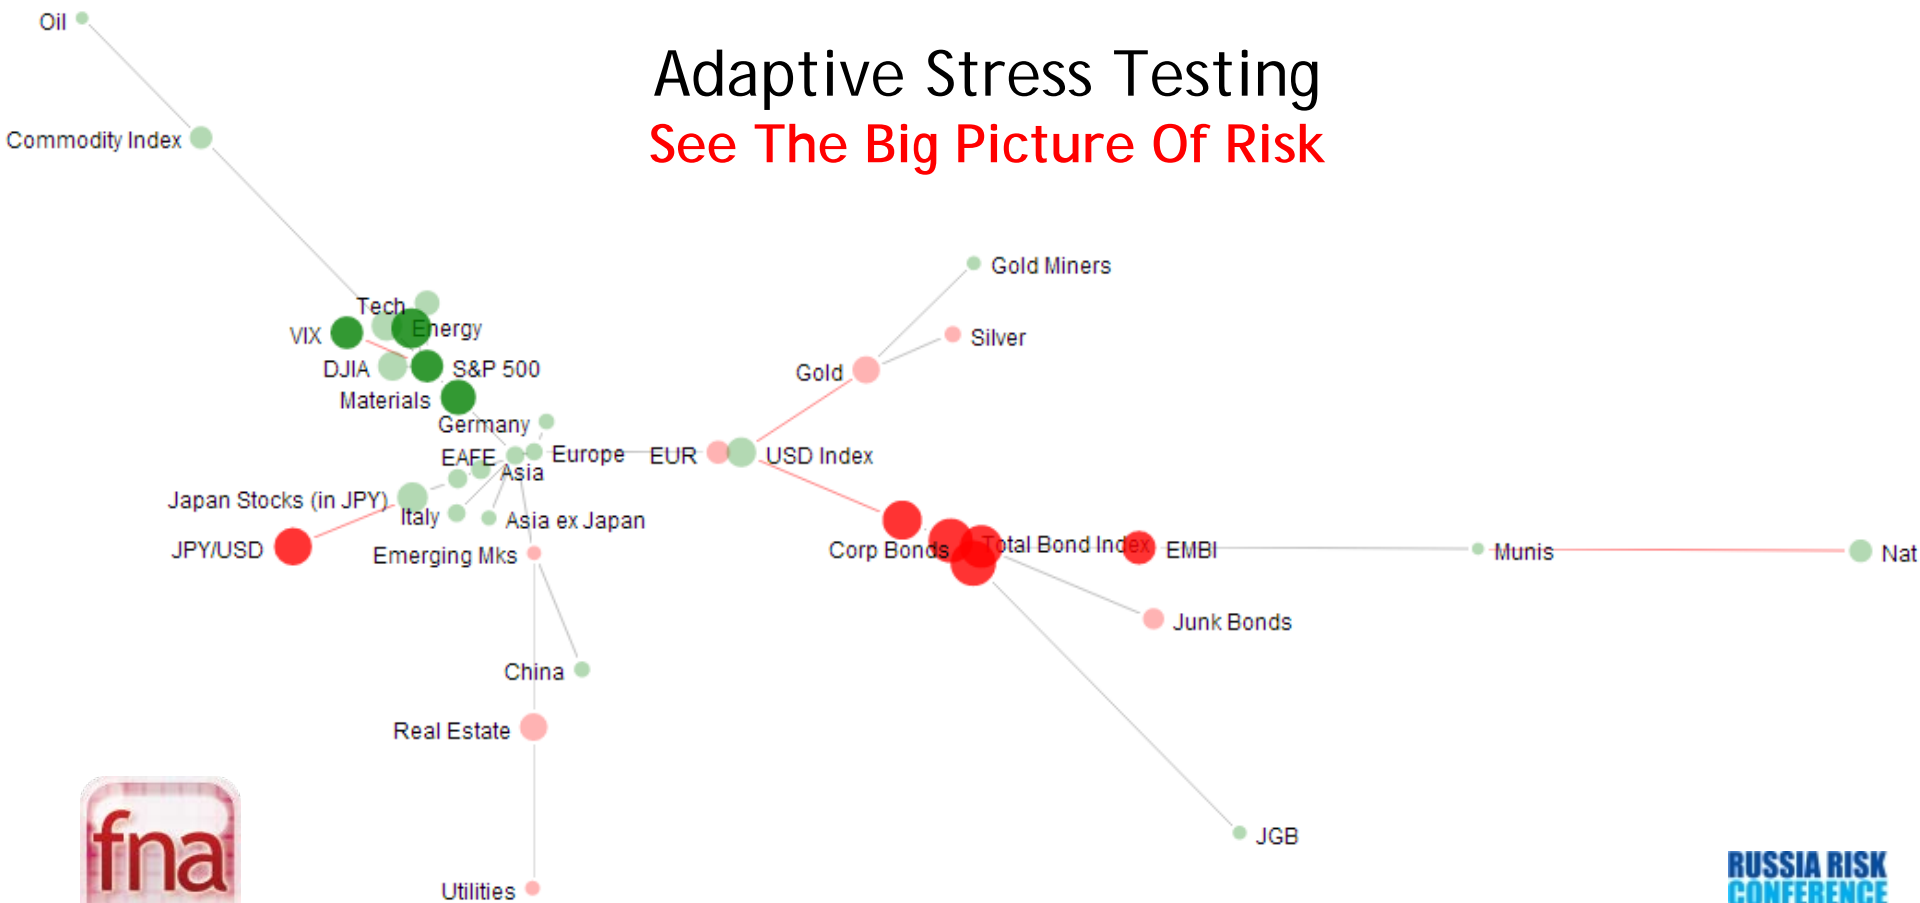 Oil
Adaptive Stress Testing
See The Big Picture Of Risk
Commodity Index
Gold Miners
Tech
Energy
VIX
Silver
DJIA
S&P 500
Gold
Materials
Germany
EAFE
Europe
EUR
USD Index
Asia
Japan Stocks (in JPY)
Italy
Asia ex Japan
JPY/USD
Emerging Mks
Corp Bonds
Total Bond Index
EMBI
Munis
Nat
Junk Bonds
China
Real Estate
JGB
fna
Utilities
RUSSIA RISK
CONFERENCE